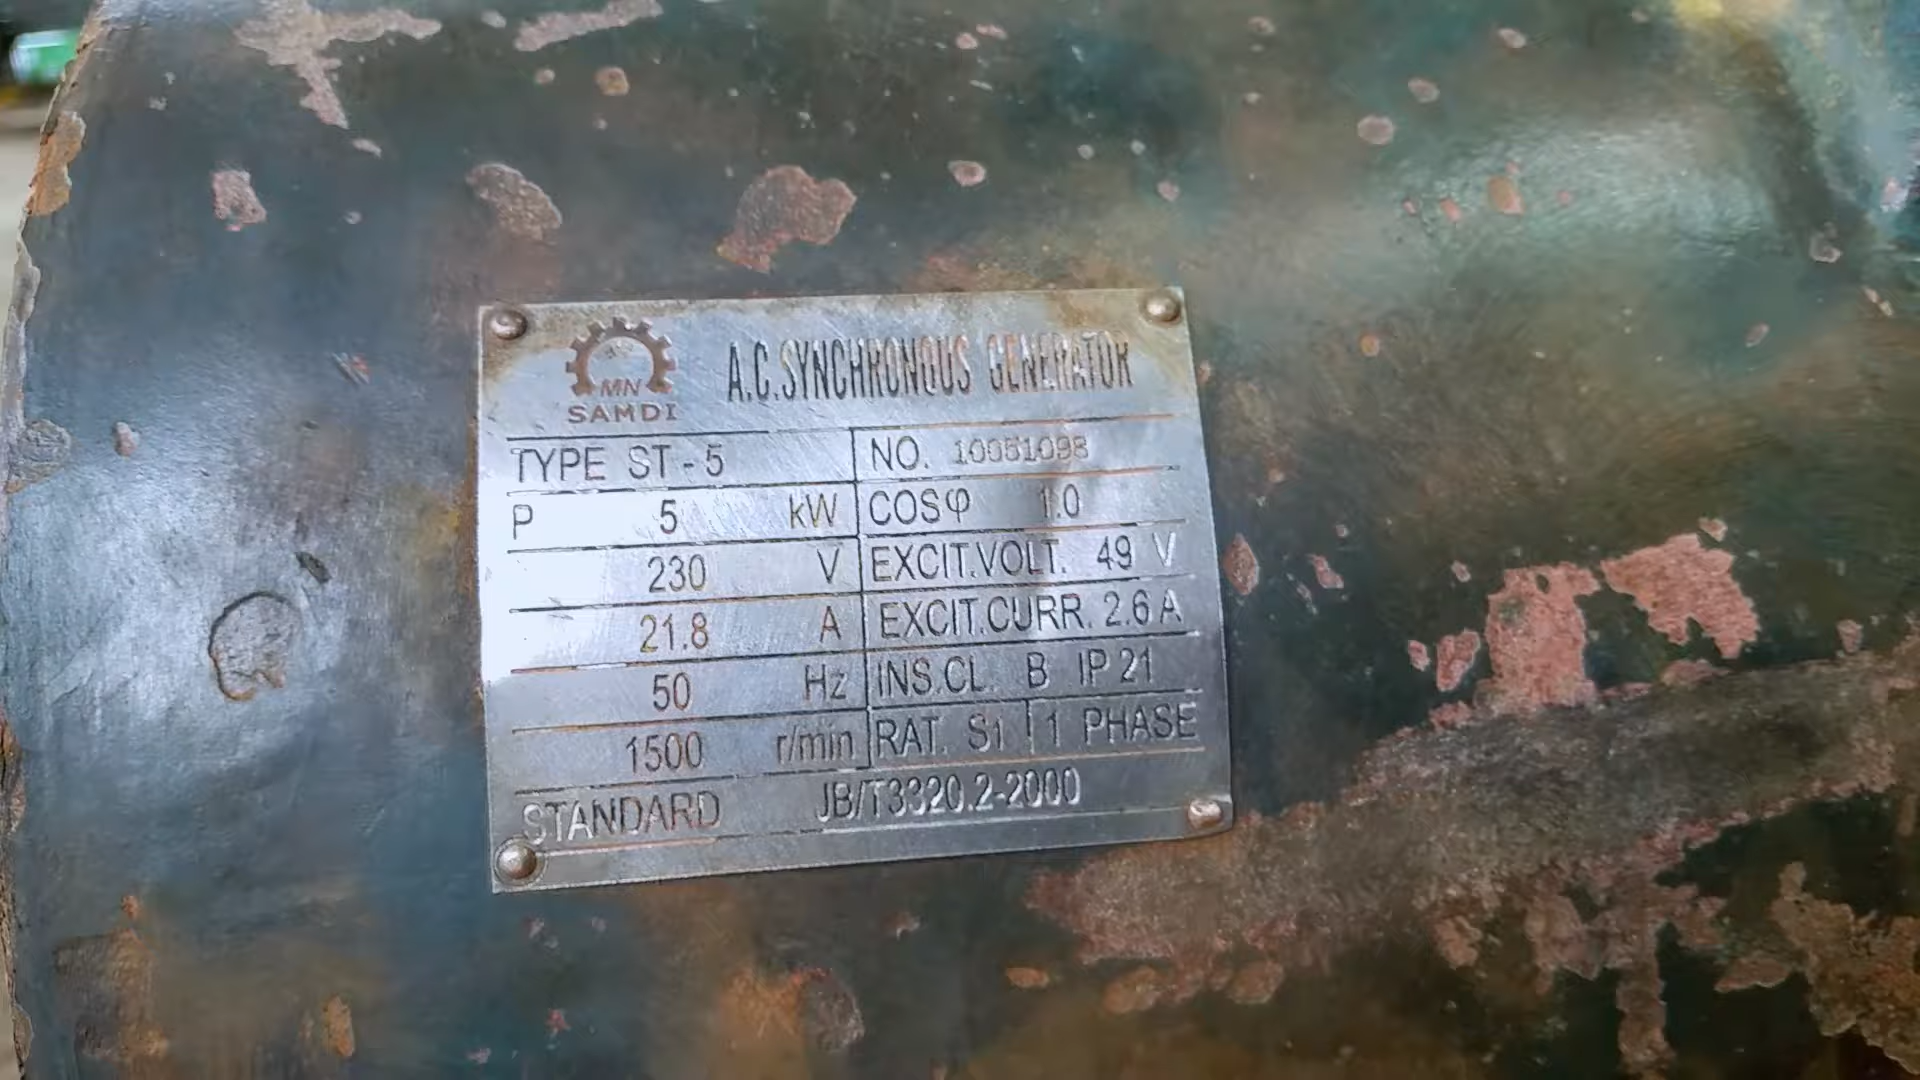 MN
SAMDI
A.C.SYNCHRONOUS GENERATOR
TYPE ST-5 NO. 10051098
P 5 kW COSφ 1.0
230 V EXCIT.VOLT. 49 V
21.8 A EXCIT.CURR. 2.6 A
50 Hz INS.CL. B IP 21
1500 r/min RAT. S1 1 PHASE
STANDARD JB/T3320.2-2000